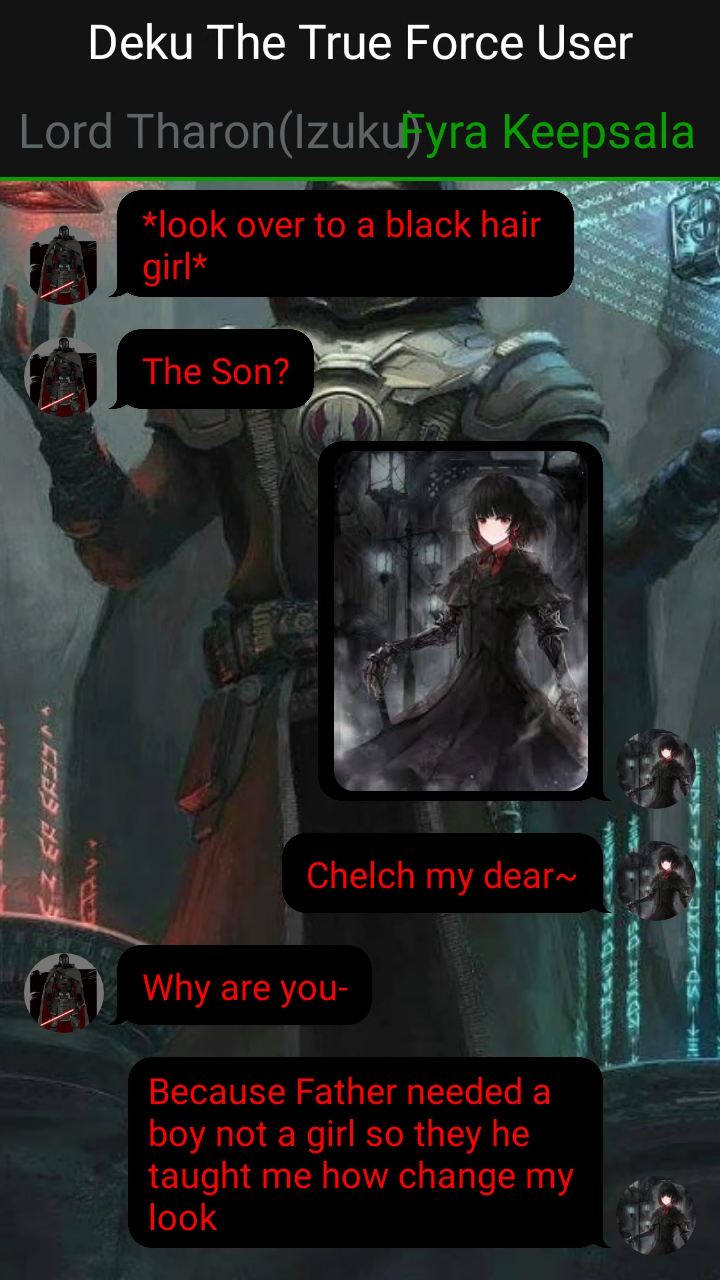 Deku The True Force User
Lord Tharon(Izuku)
Fyra Keepsala
*look over to a black hair
girl*
The Son?
Chelch my dear~
Why are you-
Because Father needed a
boy not a girl so they he
taught me how change my
look